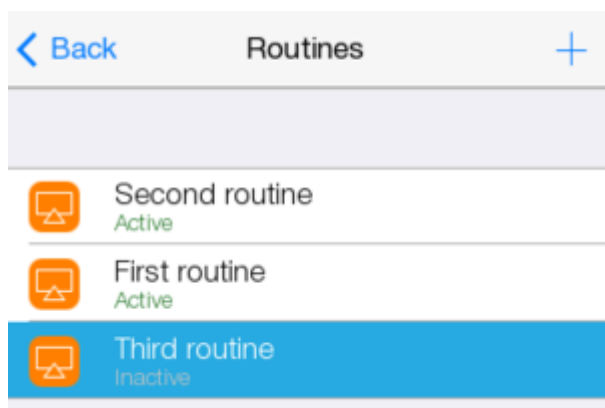 Back Routines
Second routine
Active
First routine
Active
Third routine
Inactive